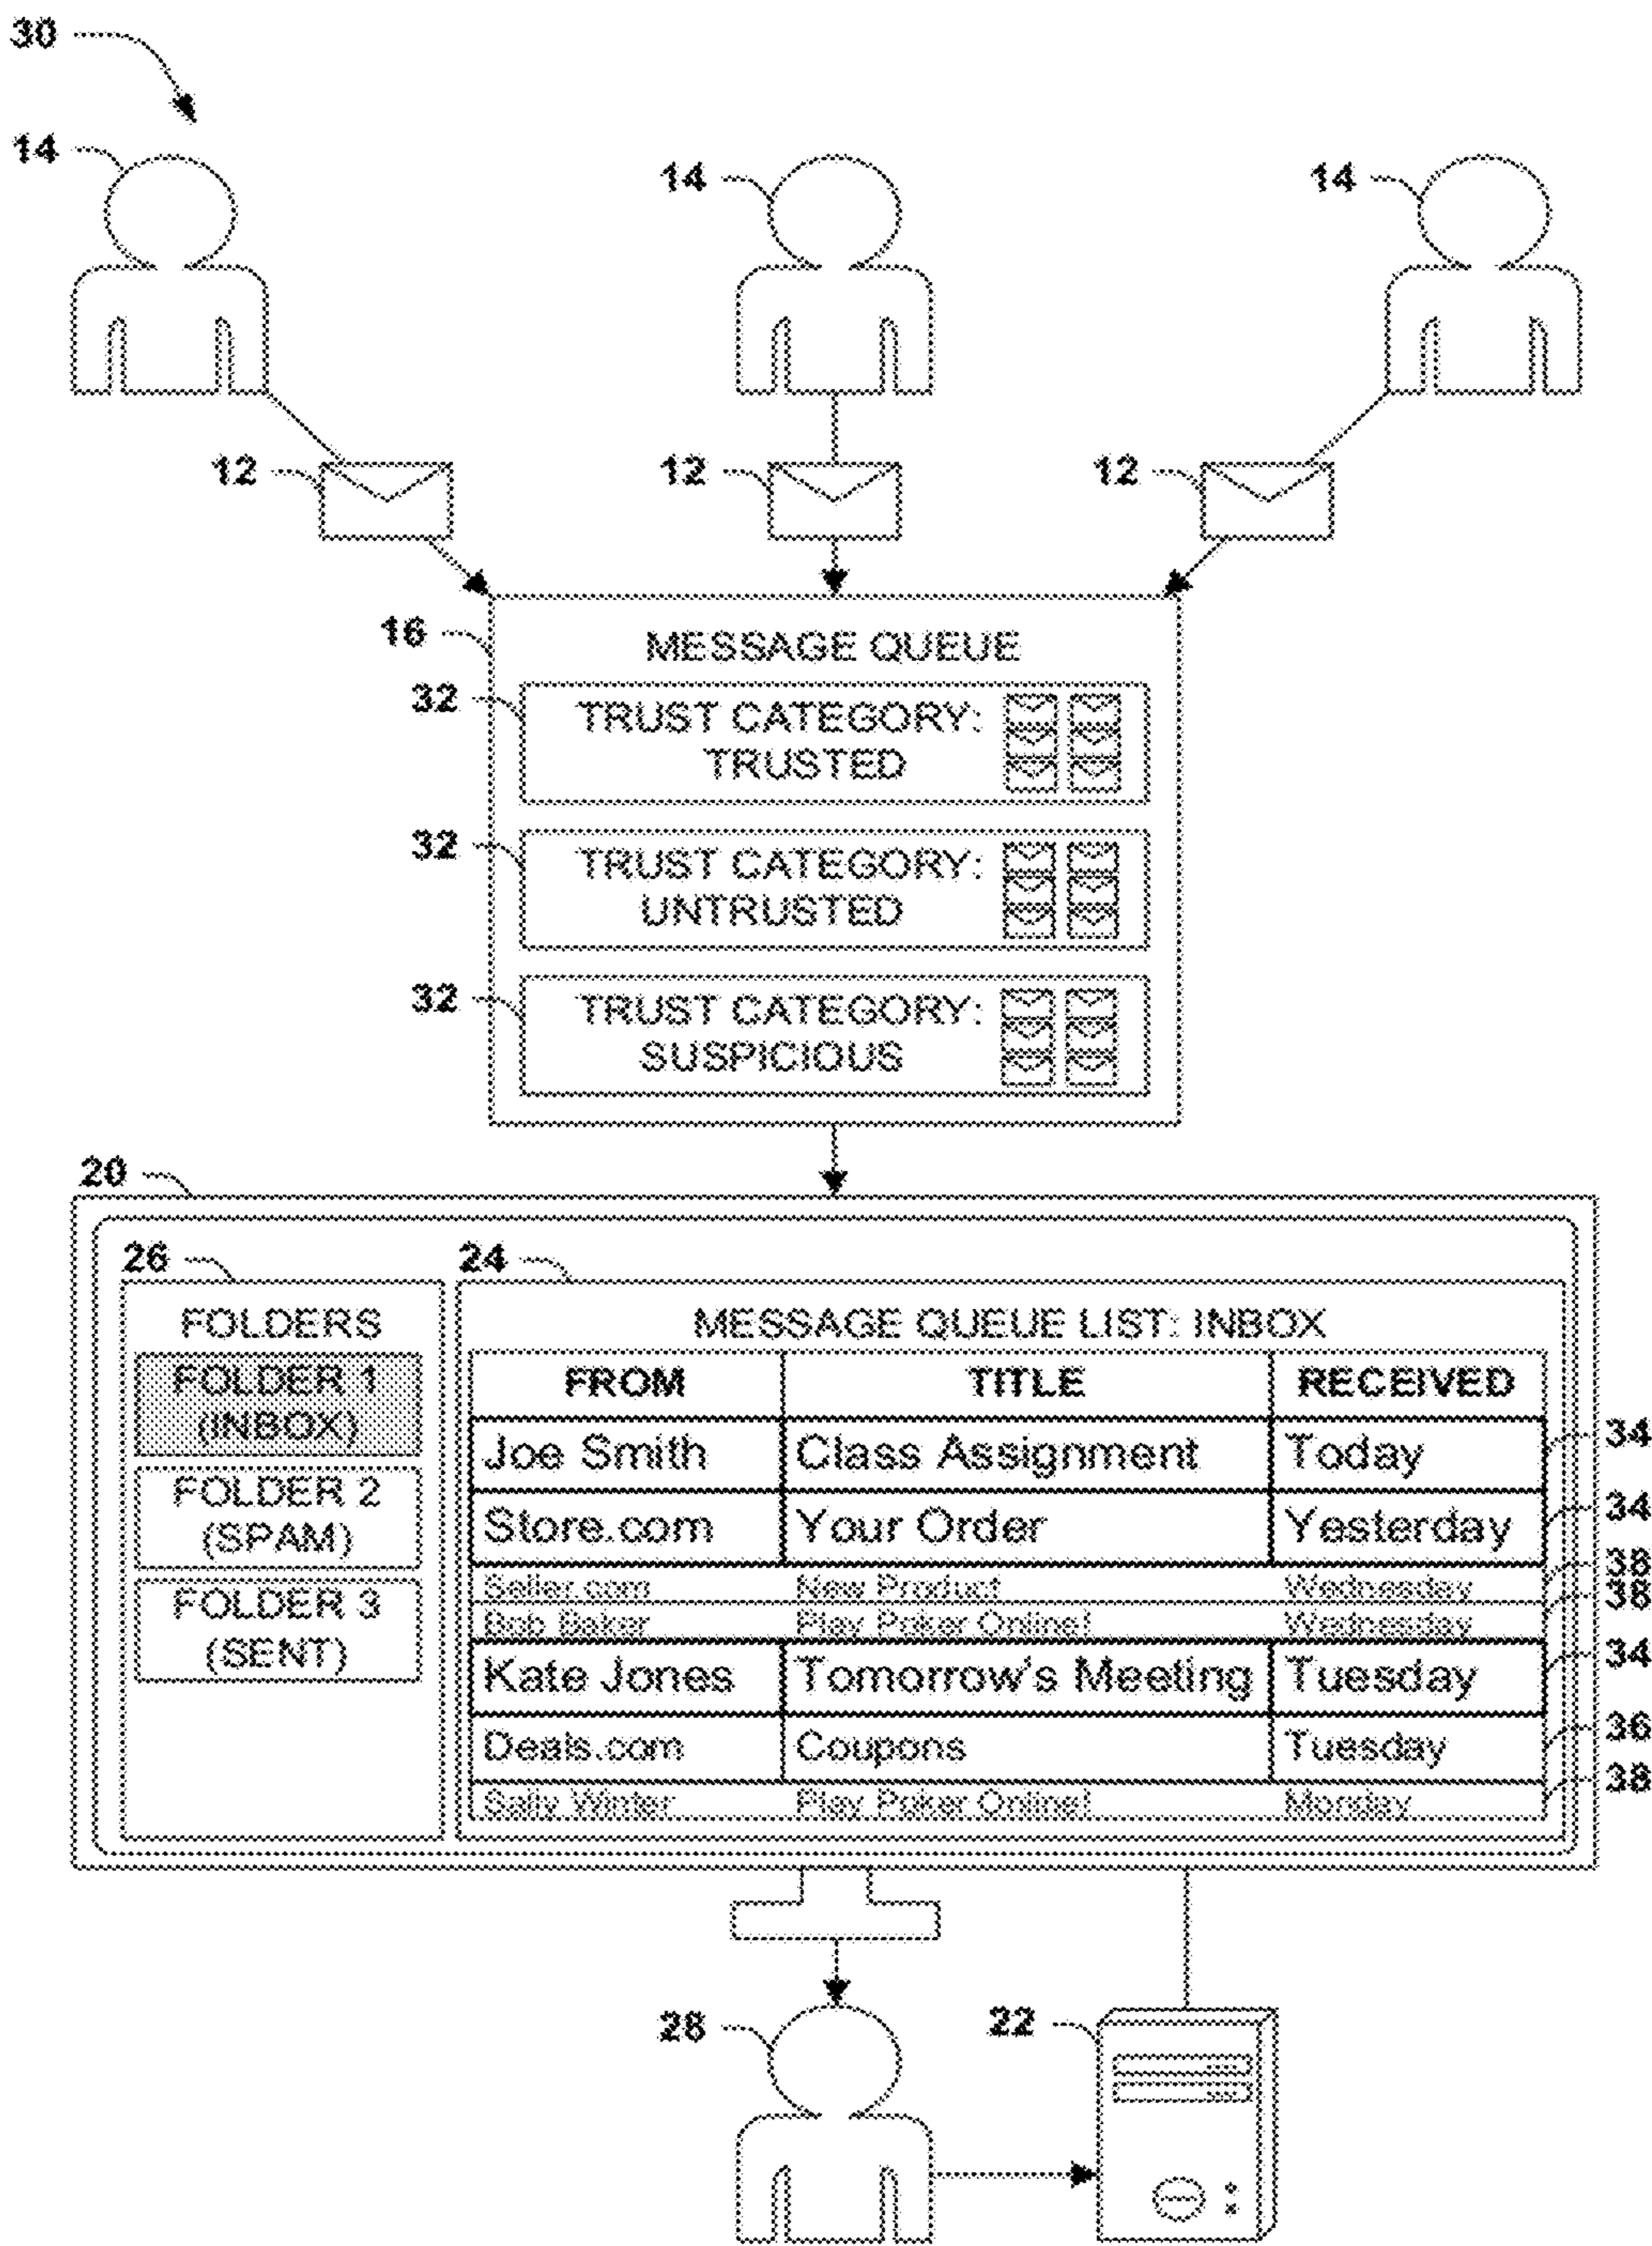 30
14
14
14
12
12
12
16
MESSAGE QUEUE
32
TRUST CATEGORY:
TRUSTED
32
TRUST CATEGORY:
UNTRUSTED
32
TRUST CATEGORY:
SUSPICIOUS
20
26
24
FOLDERS
FOLDER 1
(INBOX)
FOLDER 2
(SPAM)
FOLDER 3
(SENT)
MESSAGE QUEUE LIST: INBOX
FROM TITLE RECEIVED
Joe Smith Class Assignment Today 34
Store.com Your Order Yesterday 34
Seller.com New Product Wednesday 38
Bob Baker Play Poker Online! Wednesday 38
Kate Jones Tomorrow's Meeting Tuesday 34
Deals.com Coupons Tuesday 36
Sally Winter Play Poker Online! Monday 38
28
22